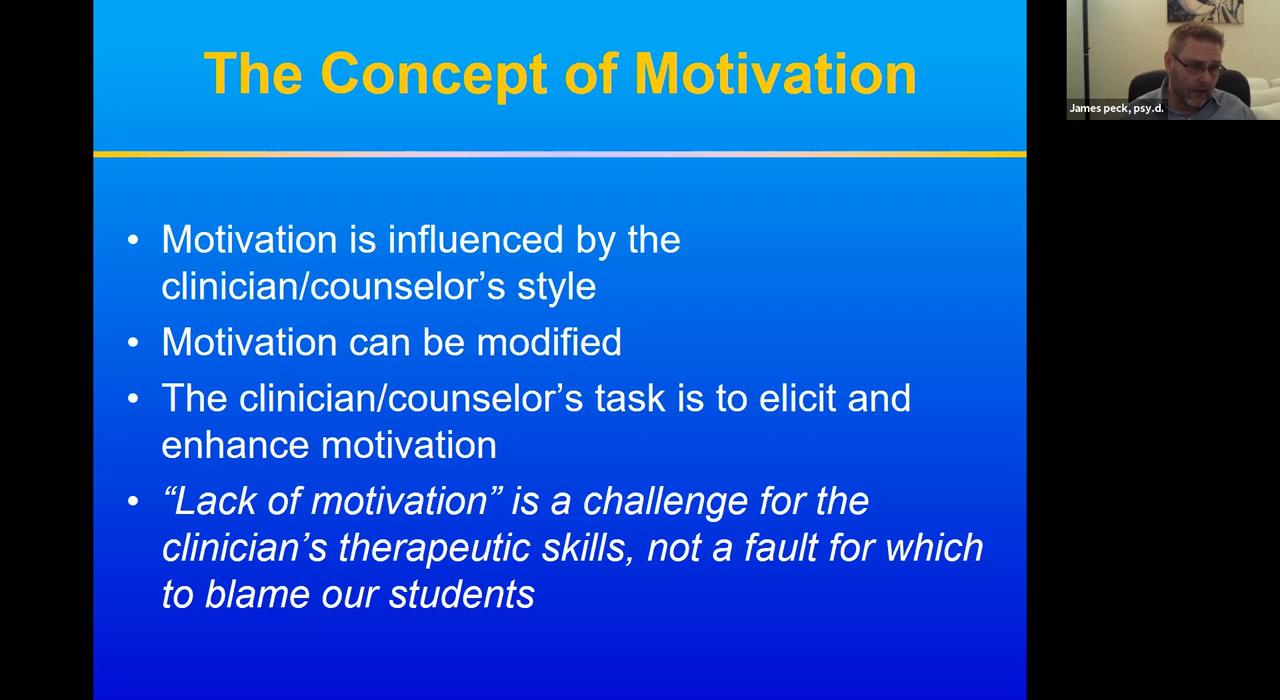 The Concept of Motivation
James peck, psy.d.
• Motivation is influenced by the
clinician/counselor’s style
• Motivation can be modified
• The clinician/counselor’s task is to elicit and
enhance motivation
• “Lack of motivation” is a challenge for the
clinician’s therapeutic skills, not a fault for which
to blame our students